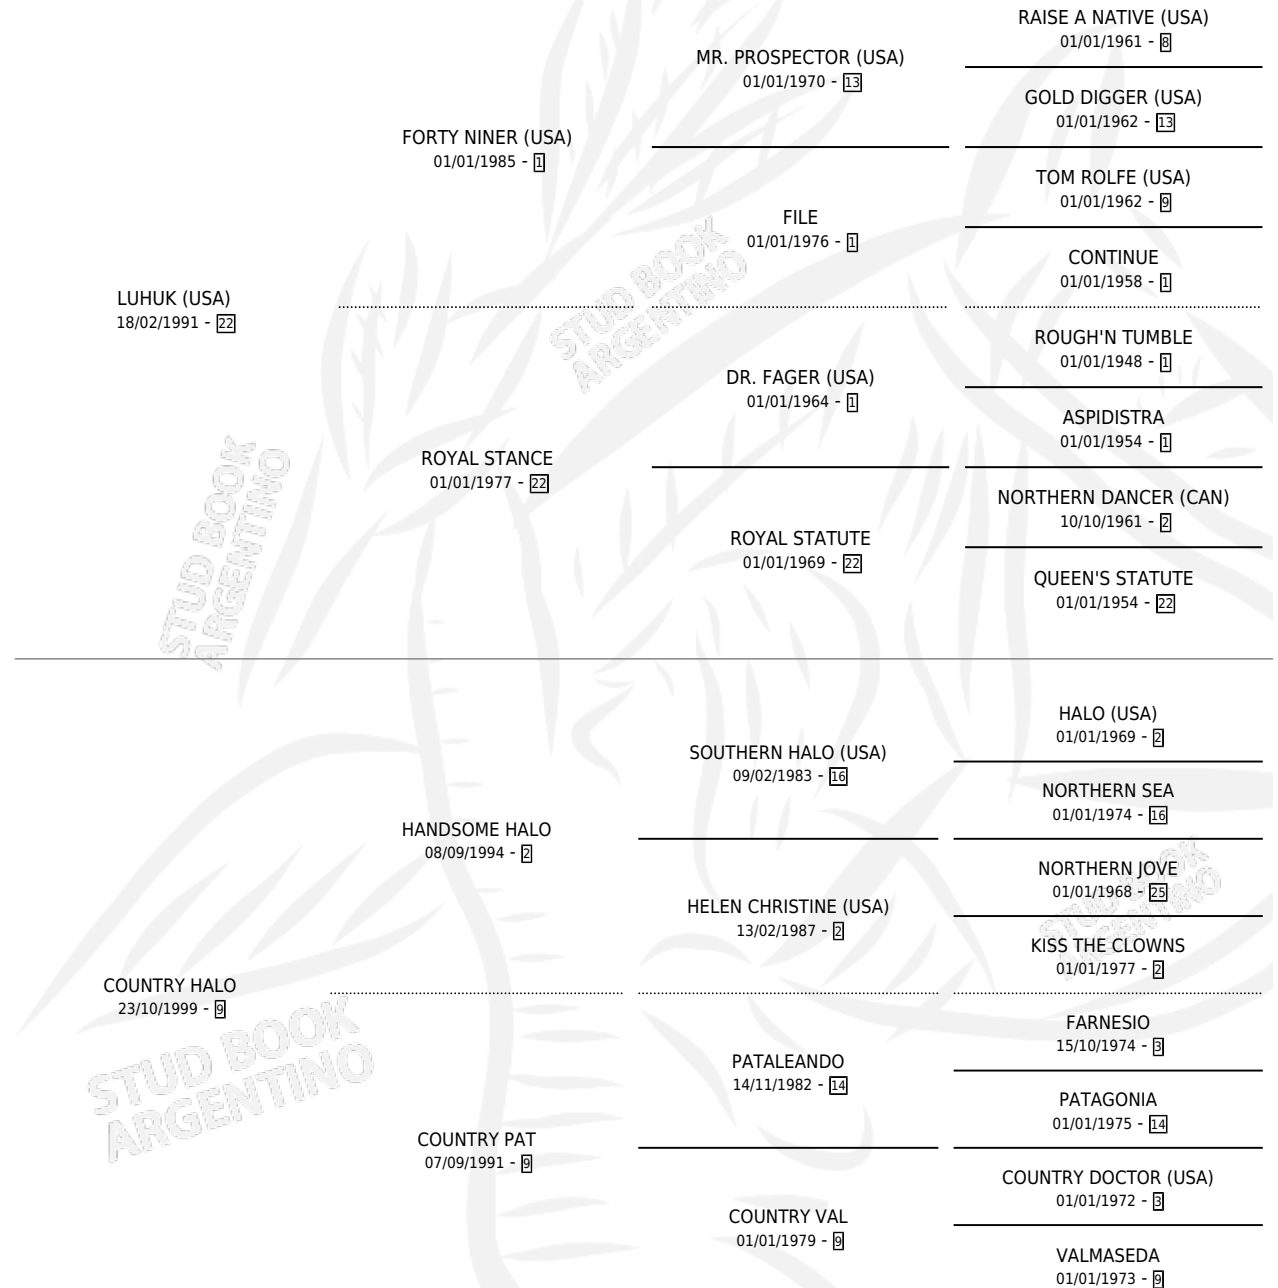 RAISE A NATIVE (USA)
01/01/1961 - 8
MR. PROSPECTOR (USA)
01/01/1970 - 13
GOLD DIGGER (USA)
01/01/1962 - 13
FORTY NINER (USA)
01/01/1985 - 1
TOM ROLFE (USA)
01/01/1962 - 9
FILE
01/01/1976 - 1
CONTINUE
01/01/1958 - 1
LUHUK (USA)
18/02/1991 - 22
ROUGH'N TUMBLE
01/01/1948 - 1
DR. FAGER (USA)
01/01/1964 - 1
ASPIDISTRA
01/01/1954 - 1
ROYAL STANCE
01/01/1977 - 22
NORTHERN DANCER (CAN)
10/10/1961 - 2
ROYAL STATUTE
01/01/1969 - 22
QUEEN'S STATUTE
01/01/1954 - 22
HALO (USA)
01/01/1969 - 2
SOUTHERN HALO (USA)
09/02/1983 - 16
NORTHERN SEA
01/01/1974 - 16
HANDSOME HALO
08/09/1994 - 2
NORTHERN JOVE
01/01/1968 - 25
HELEN CHRISTINE (USA)
13/02/1987 - 2
KISS THE CLOWNS
01/01/1977 - 2
COUNTRY HALO
23/10/1999 - 9
FARNESIO
15/10/1974 - 3
PATALEANDO
14/11/1982 - 14
PATAGONIA
01/01/1975 - 14
COUNTRY PAT
07/09/1991 - 9
COUNTRY DOCTOR (USA)
01/01/1972 - 3
COUNTRY VAL
01/01/1979 - 9
VALMASEDA
01/01/1973 - 9
STUD BOOK
ARGENTINO
STUD BOOK
ARGENTINO
STUD BOOK
ARGENTINO
STUD BOOK
ARGENTINO